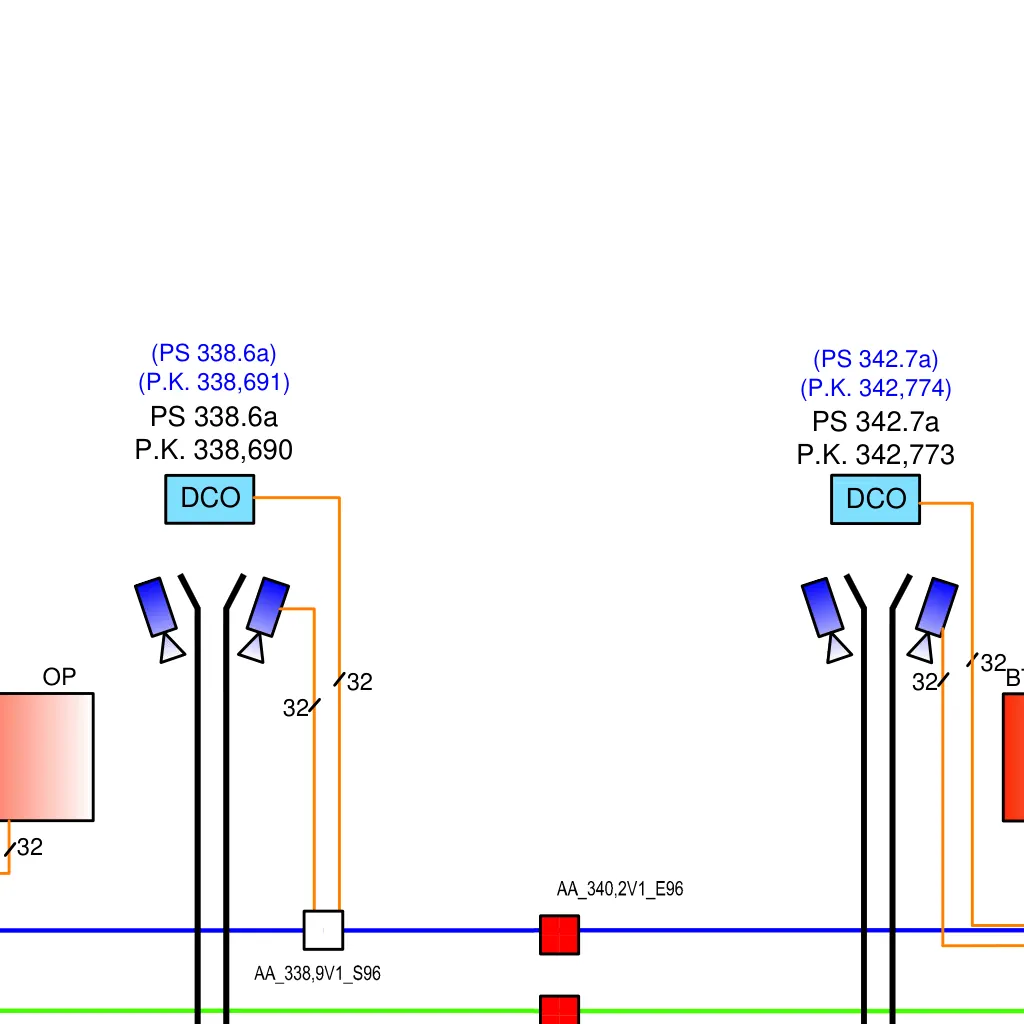 (PS 338.6a)
(P.K. 338,691)
PS 338.6a
P.K. 338,690
DCO
(PS 342.7a)
(P.K. 342,774)
PS 342.7a
P.K. 342,773
DCO
32
32
32
32
OP
BT
32
AA_340,2V1_E96
AA_338,9V1_S96